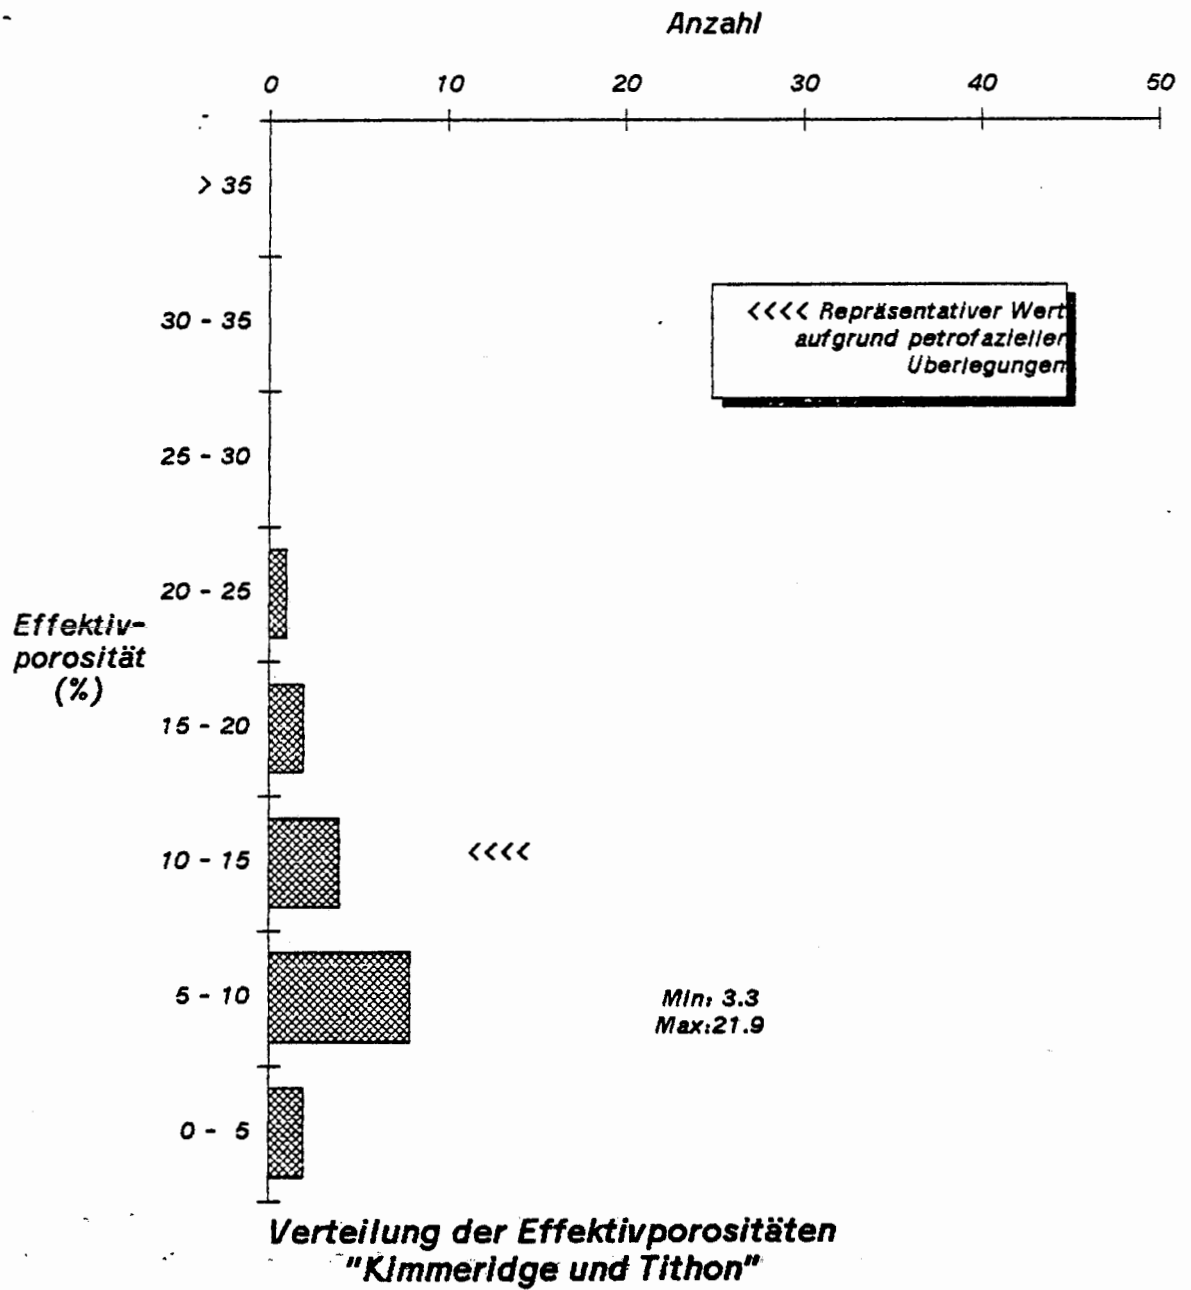 Anzahl
0 10 20 30 40 50
> 35
30 - 35
<<<< Repräsentativer Wert
aufgrund petrofazieller
Überlegungen
25 - 30
20 - 25
Effektiv-
porosität
(%)
15 - 20
10 - 15 <<<<
5 - 10
Min: 3.3
Max:21.9
0 - 5
Verteilung der Effektivporositäten
"Kimmeridge und Tithon"